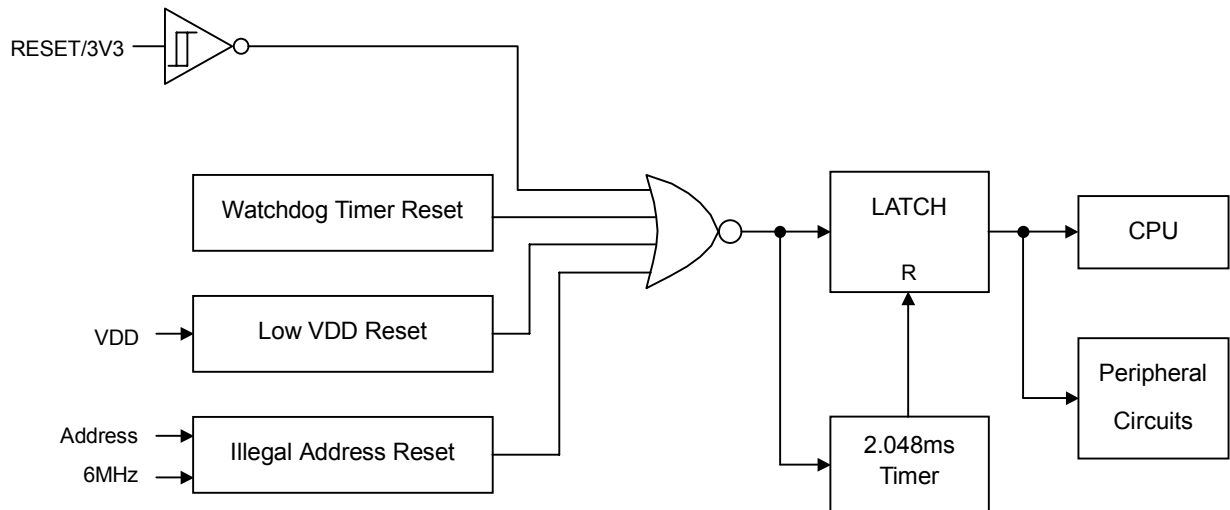 RESET/3V3
Watchdog Timer Reset
LATCH
R
CPU
VDD
Low VDD Reset
Peripheral
Circuits
Address
6MHz
Illegal Address Reset
2.048ms
Timer